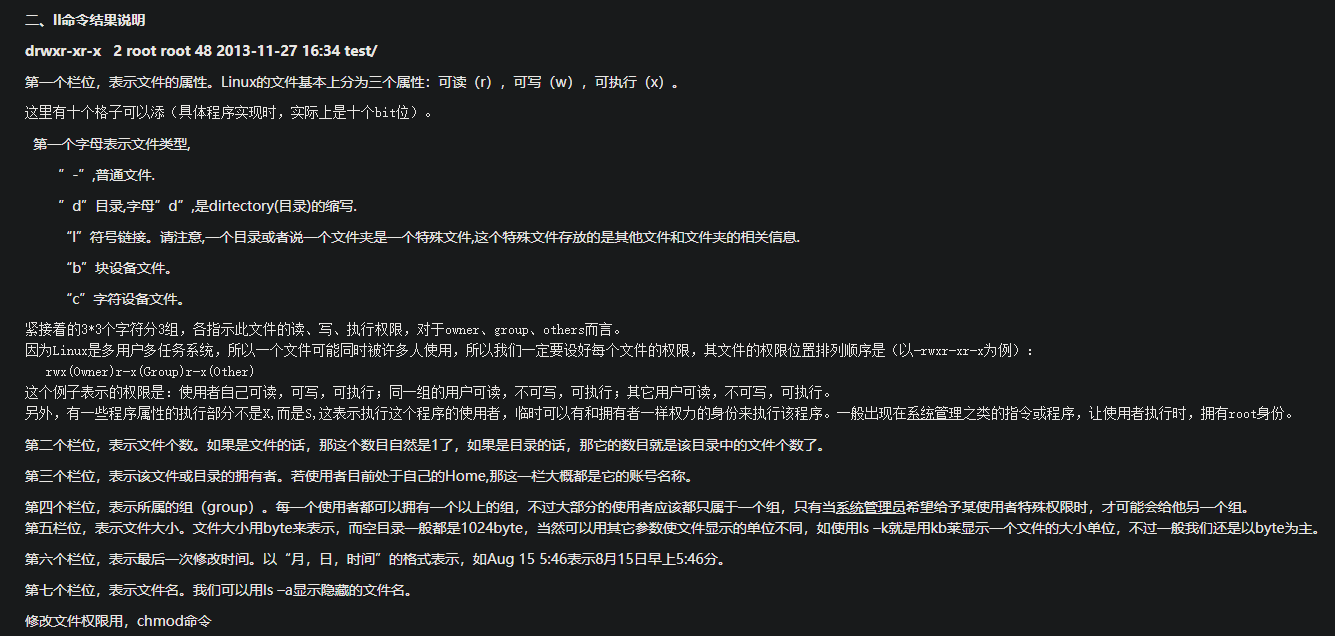 二、ll命令结果说明
drwxr-xr-x 2 root root 48 2013-11-27 16:34 test/
第一个栏位，表示文件的属性。Linux的文件基本上分为三个属性：可读（r），可写（w），可执行（x）。
这里有十个格子可以添（具体程序实现时，实际上是十个bit位）。
第一个字母表示文件类型,
”-”,普通文件.
”d”目录,字母”d”,是dirtectory(目录)的缩写.
“l”符号链接。请注意,一个目录或者说一个文件夹是一个特殊文件,这个特殊文件存放的是其他文件和文件夹的相关信息.
“b”块设备文件。
“c”字符设备文件。
紧接着的3*3个字符分3组，各指示此文件的读、写、执行权限，对于owner、group、others而言。
因为Linux是多用户多任务系统，所以一个文件可能同时被许多人使用，所以我们一定要设好每个文件的权限，其文件的权限位置排列顺序是（以-rwxr-xr-x为例）：
rwx(Owner)r-x(Group)r-x(Other)
这个例子表示的权限是：使用者自己可读，可写，可执行；同一组的用户可读，不可写，可执行；其它用户可读，不可写，可执行。
另外，有一些程序属性的执行部分不是X,而是S,这表示执行这个程序的使用者，临时可以有和拥有者一样权力的身份来执行该程序。一般出现在系统管理之类的指令或程序，让使用者执行时，拥有root身份。
第二个栏位，表示文件个数。如果是文件的话，那这个数目自然是1了，如果是目录的话，那它的数目就是该目录中的文件个数了。
第三个栏位，表示该文件或目录的拥有者。若使用者目前处于自己的Home,那这一栏大概都是它的账号名称。
第四个栏位，表示所属的组（group）。每一个使用者都可以拥有一个以上的组，不过大部分的使用者应该都只属于一个组，只有当系统管理员希望给予某使用者特殊权限时，才可能会给他另一个组。
第五栏位，表示文件大小。文件大小用byte来表示，而空目录一般都是1024byte，当然可以用其它参数使文件显示的单位不同，如使用ls –k就是用kb莱显示一个文件的大小单位，不过一般我们还是以byte为主。
第六个栏位，表示最后一次修改时间。以“月，日，时间”的格式表示，如Aug 15 5:46表示8月15日早上5:46分。
第七个栏位，表示文件名。我们可以用ls –a显示隐藏的文件名。
修改文件权限用，chmod命令